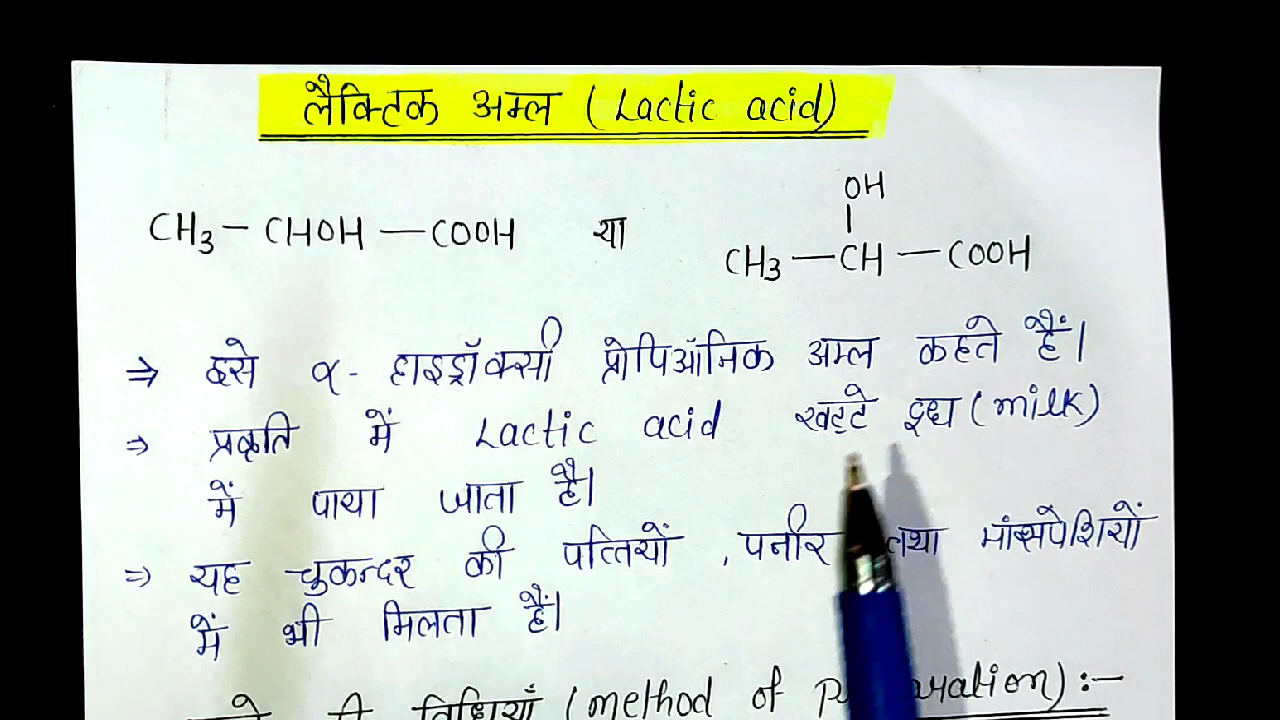 लैक्टिक अम्ल (Lactic acid)
CH3 — CHOH — COOH या
OH
|
CH3 — CH — COOH
⇒ इसे α- हाइड्रॉक्सी प्रोपिऑनिक अम्ल कहते हैं।
⇒ प्रकृति में Lactic acid खट्टे दूध (milk)
में पाया जाता है।
⇒ यह चुकन्दर की पत्तियों , पनीर तथा मांसपेशियों
में भी मिलता है।
विधियाँ (method of